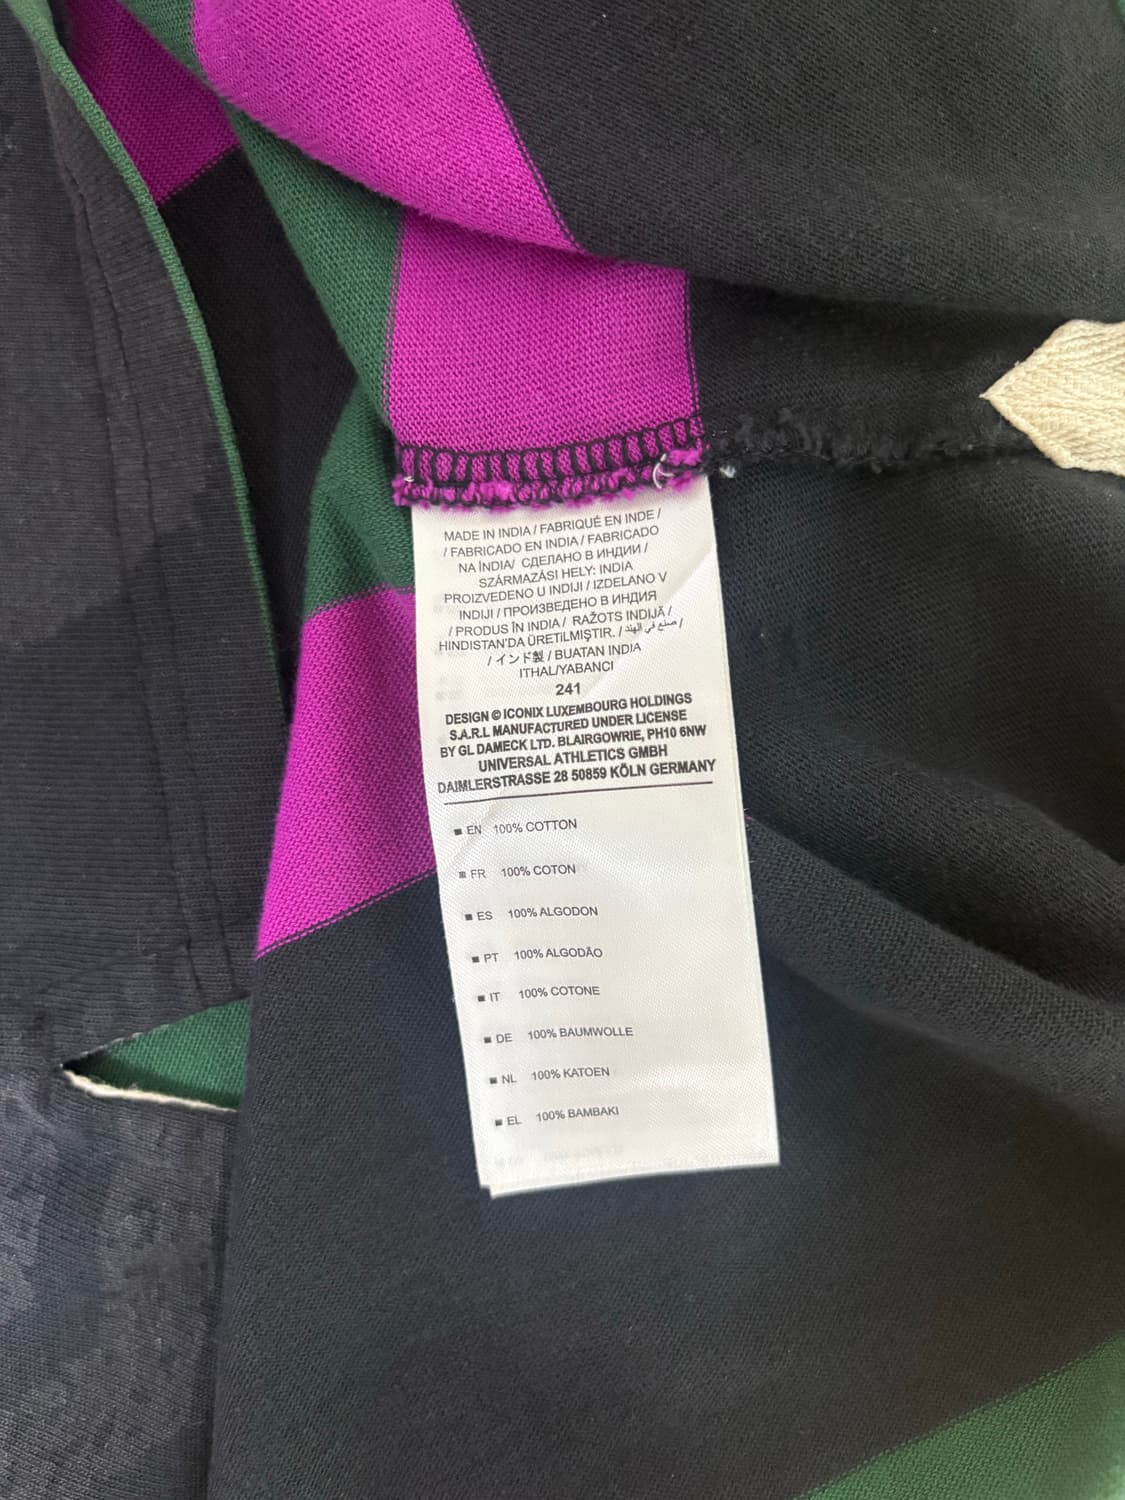 MADE IN INDIA / FABRIQUÉ EN INDE /
/ FABRICADO EN INDIA / FABRICADO
NA ÍNDIA/ СДЕЛАНО В ИНДИИ /
SZÁRMAZÁSI HELY: INDIA
PROIZVEDENO U INDIJI / IZDELANO V
INDIJI / ПРОИЗВЕДЕНО В ИНДИЯ
/ PRODUS ÎN INDIA / RAŽOTS INDIJĀ /
HINDISTAN'DA ÜRETiLMİŞTIR. / صنع في الهند /
/ インド製 / BUATAN INDIA
ITHAL/YABANCI
241
DESIGN © ICONIX LUXEMBOURG HOLDINGS
S.A.R.L MANUFACTURED UNDER LICENSE
BY GL DAMECK LTD. BLAIRGOWRIE, PH10 6NW
UNIVERSAL ATHLETICS GMBH
DAIMLERSTRASSE 28 50859 KÖLN GERMANY
EN 100% COTTON
FR 100% COTON
ES 100% ALGODON
PT 100% ALGODÃO
IT 100% COTONE
DE 100% BAUMWOLLE
NL 100% KATOEN
EL 100% BAMBAKI